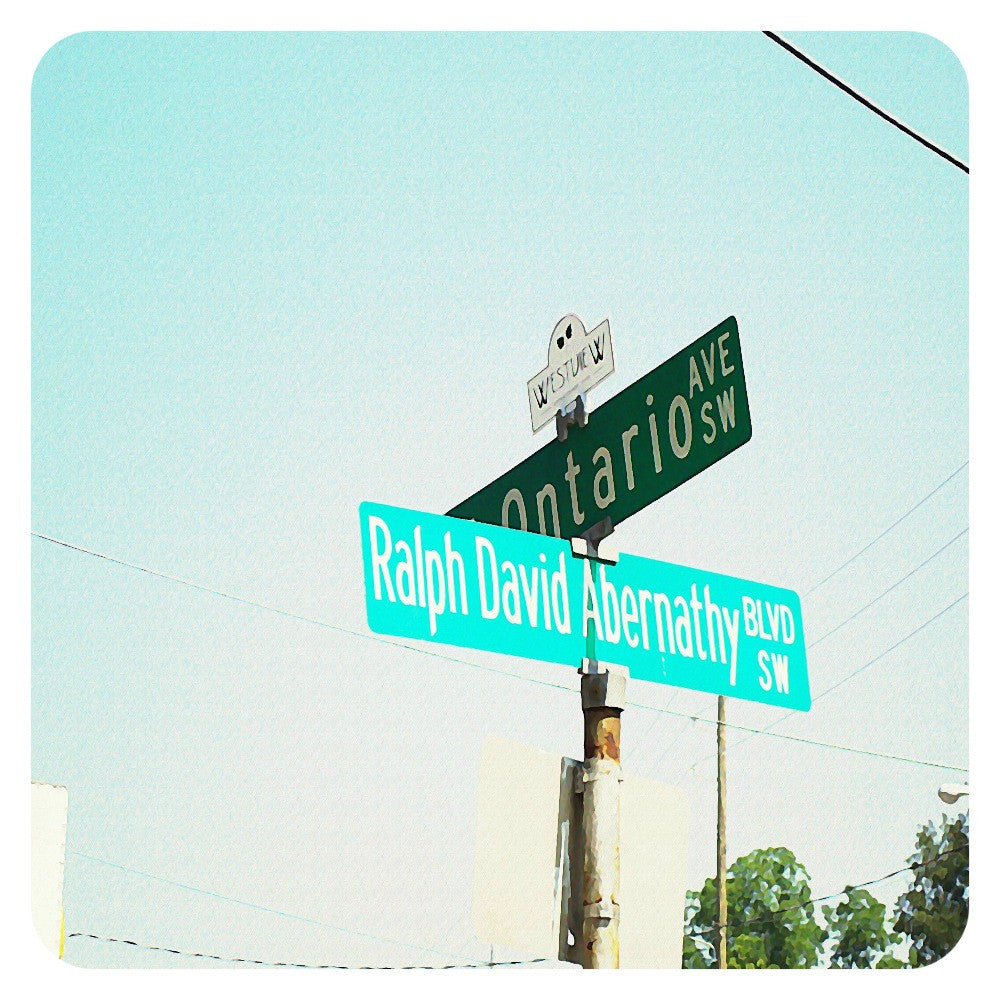 WESTVIEW
Ontario AVE SW
Ralph David Abernathy BLVD SW